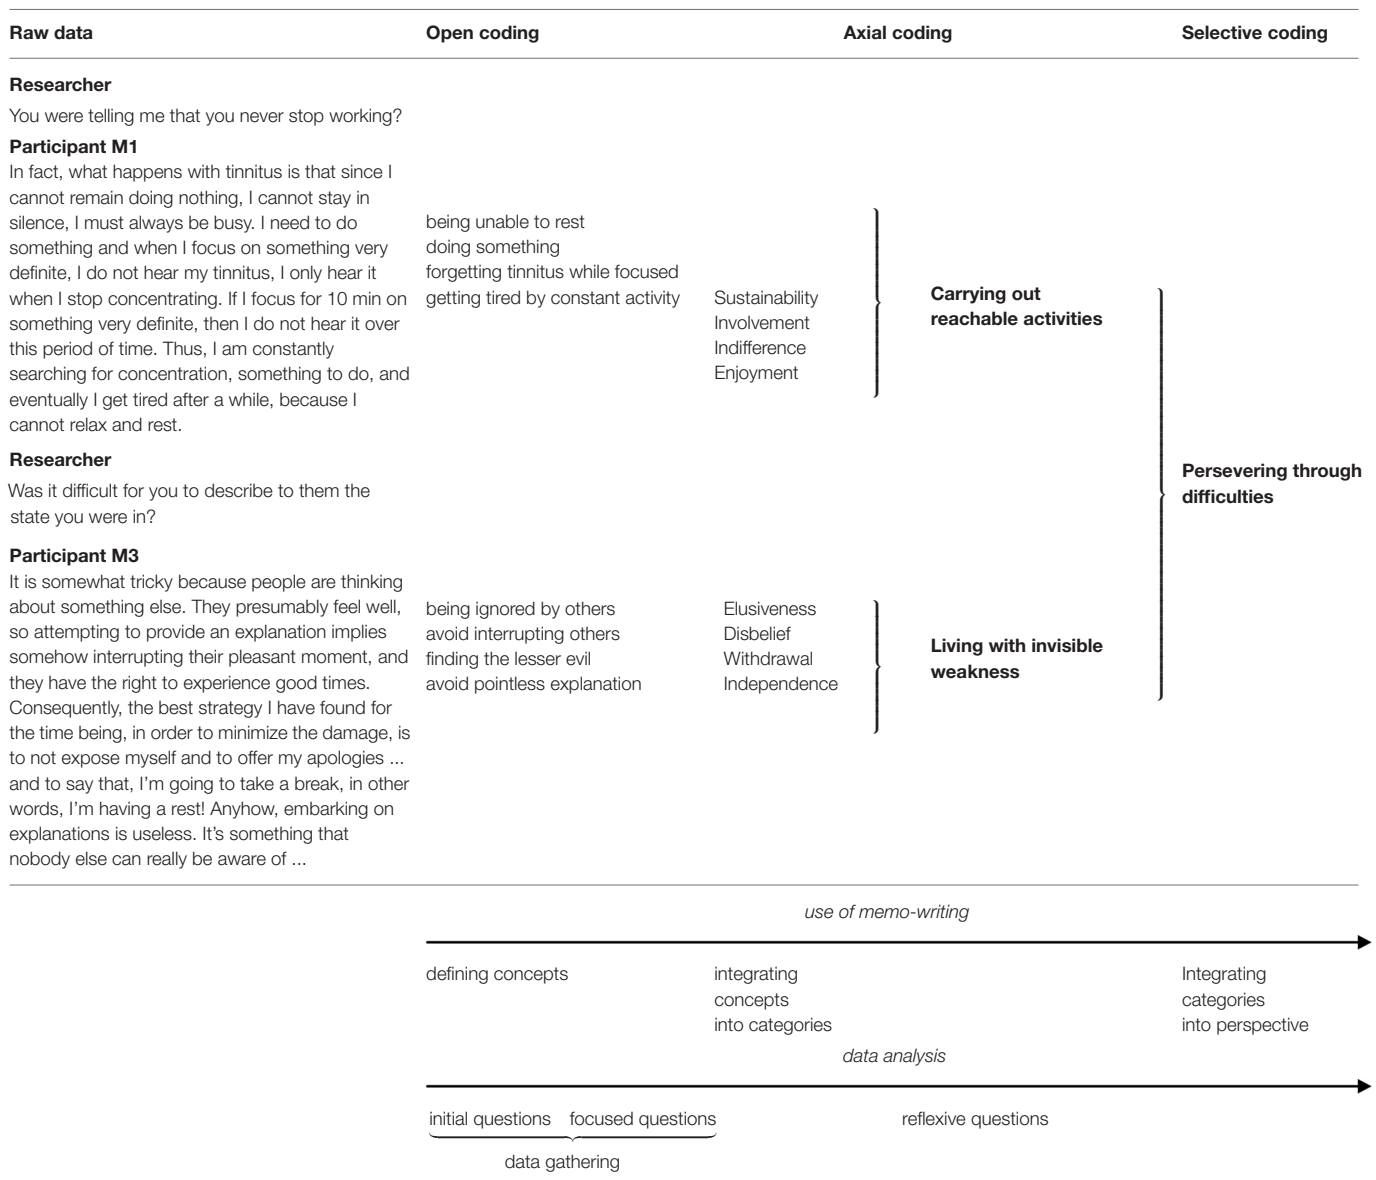 Raw data
Open coding
Axial coding
Selective coding
Researcher
You were telling me that you never stop working?
Participant M1
In fact, what happens with tinnitus is that since I
cannot remain doing nothing, I cannot stay in
silence, I must always be busy. I need to do
something and when I focus on something very
definite, I do not hear my tinnitus, I only hear it
when I stop concentrating. If I focus for 10 min on
something very definite, then I do not hear it over
this period of time. Thus, I am constantly
searching for concentration, something to do, and
eventually I get tired after a while, because I
cannot relax and rest.
being unable to rest
doing something
forgetting tinnitus while focused
getting tired by constant activity
Sustainability
Involvement
Indifference
Enjoyment
Carrying out
reachable activities
Researcher
Was it difficult for you to describe to them the
state you were in?
Persevering through
difficulties
Participant M3
It is somewhat tricky because people are thinking
about something else. They presumably feel well,
so attempting to provide an explanation implies
somehow interrupting their pleasant moment, and
they have the right to experience good times.
Consequently, the best strategy I have found for
the time being, in order to minimize the damage, is
to not expose myself and to offer my apologies ...
and to say that, I'm going to take a break, in other
words, I'm having a rest! Anyhow, embarking on
explanations is useless. It's something that
nobody else can really be aware of ...
being ignored by others
avoid interrupting others
finding the lesser evil
avoid pointless explanation
Elusiveness
Disbelief
Withdrawal
Independence
Living with invisible
weakness
use of memo-writing
defining concepts
integrating
concepts
into categories
Integrating
categories
into perspective
data analysis
initial questions
focused questions
reflexive questions
data gathering